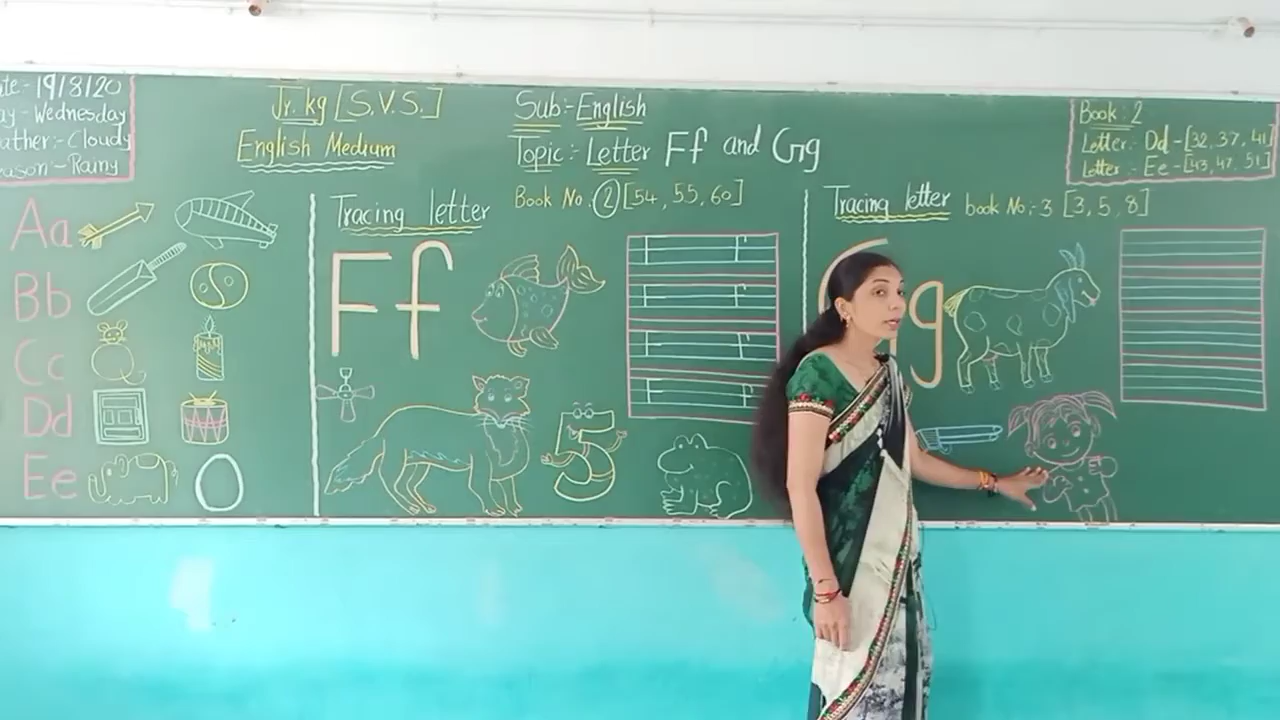 ate:- 19/8/20
ay:- Wednesday
ather:- Cloudy
eason:- Rainy
Jr. kg [S.V.S.]
English Medium
Sub:- English
Topic:- Letter Ff and Gg
Book: 2
Letter:- Dd - [32, 37, 41]
Letter:- Ee - [43, 47, 51]
Aa
Bb
Cc
Dd
Ee
Tracing letter
Book No:- 2 [54, 55, 60]
Ff
5
Tracing letter book No:- 3 [3, 5, 8]
Gg